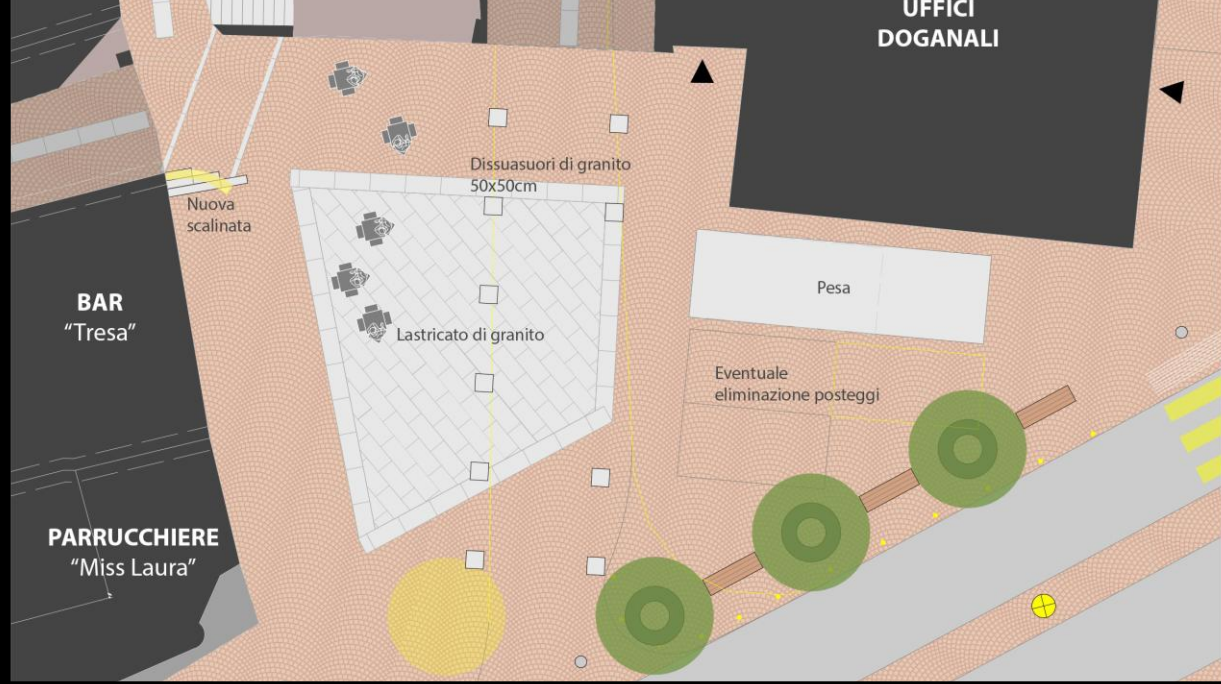 UFFICI
DOGANALI
Dissuasuori di granito
50x50cm
Nuova
scalinata
BAR
“Tresa”
Pesa
Lastricato di granito
Eventuale
eliminazione posteggi
PARRUCCHIERE
“Miss Laura”